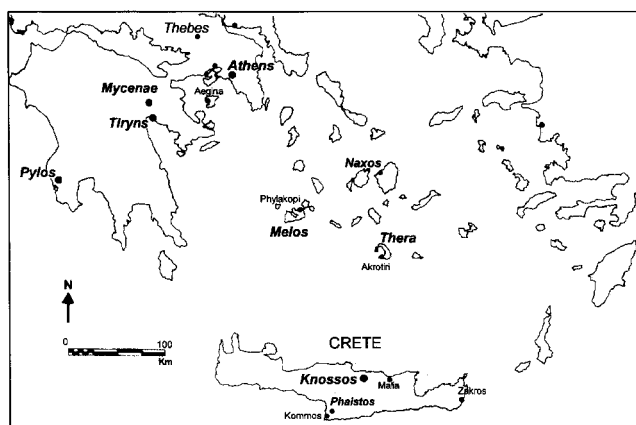 Thebes
Athens
Aegina
Mycenae
Tiryns
Pylos
Naxos
Phylakopi
Melos
Thera
Akrotiri
N
0 100
Km
CRETE
Knossos
Malia
Zakros
Phaistos
Kommos